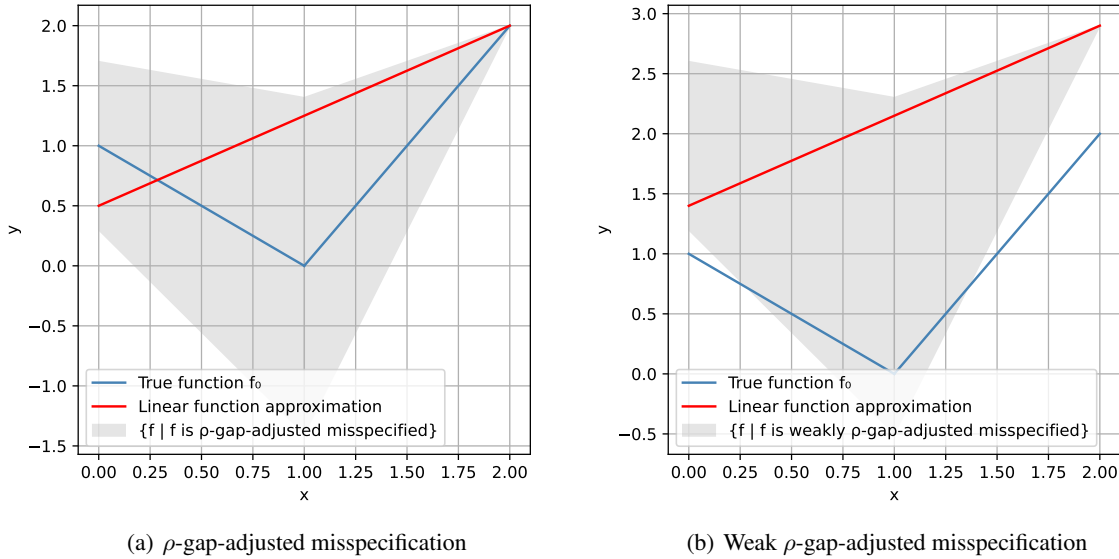 2.0
1.5
1.0
0.5
0.0
−0.5
−1.0
−1.5
y
0.00 0.25 0.50 0.75 1.00 1.25 1.50 1.75 2.00
x
True function f₀
Linear function approximation
{f | f is ρ-gap-adjusted misspecified}
(a) ρ-gap-adjusted misspecification
3.0
2.5
2.0
1.5
1.0
0.5
0.0
−0.5
y
0.00 0.25 0.50 0.75 1.00 1.25 1.50 1.75 2.00
x
True function f₀
Linear function approximation
{f | f is weakly ρ-gap-adjusted misspecified}
(b) Weak ρ-gap-adjusted misspecification